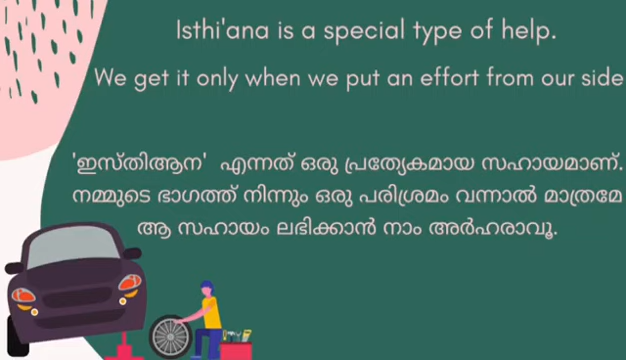 Isthi'ana is a special type of help.
We get it only when we put an effort from our side
'ഇസ്തിആന' എന്നത് ഒരു പ്രത്യേകമായ സഹായമാണ്.
നമ്മുടെ ഭാഗത്ത് നിന്നും ഒരു പരിശ്രമം വന്നാൽ മാത്രമേ
ആ സഹായം ലഭിക്കാൻ നാം അർഹരാവൂ.